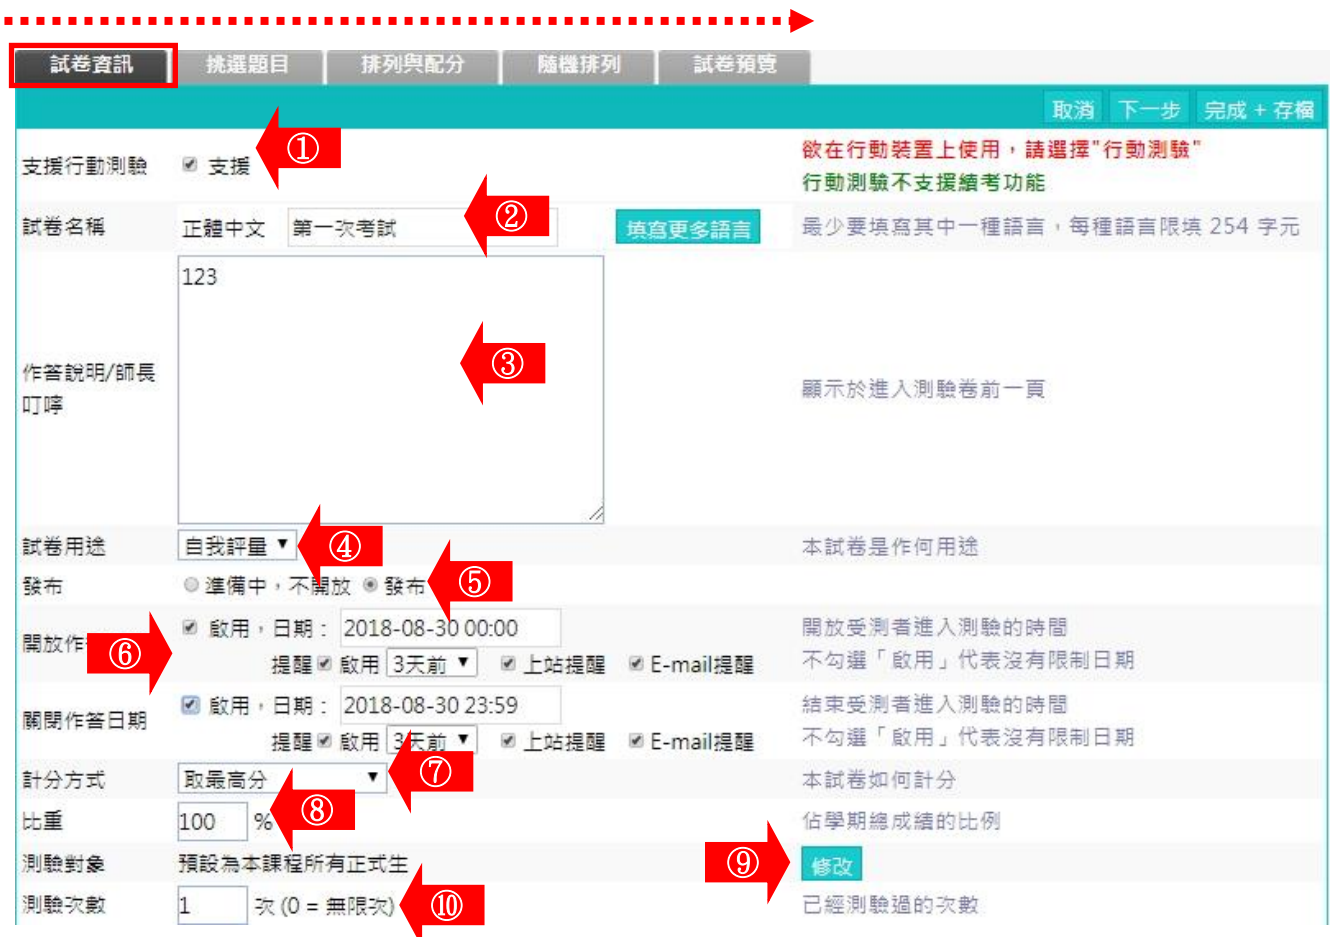 試卷資訊 挑選題目 排列與配分 隨機排列 試卷預覽
取消 下一步 完成 + 存檔
支援行動測驗 支援 ① 欲在行動裝置上使用，請選擇"行動測驗"
行動測驗不支援續考功能
試卷名稱 正體中文 第一次考試 ② 填寫更多語言 最少要填寫其中一種語言，每種語言限填 254 字元
123
作答說明/師長
叮嚀
③
顯示於進入測驗卷前一頁
試卷用途 自我評量 ④ 本試卷是作何用途
發布 準備中，不開放 發布 ⑤
開放作 ⑥ 啟用，日期： 2018-08-30 00:00 開放受測者進入測驗的時間
提醒 啟用 3天前 上站提醒 E-mail提醒 不勾選「啟用」代表沒有限制日期
關閉作答日期 啟用，日期： 2018-08-30 23:59 結束受測者進入測驗的時間
提醒 啟用 3天前 上站提醒 E-mail提醒 不勾選「啟用」代表沒有限制日期
計分方式 取最高分 ⑦ 本試卷如何計分
比重 100 % ⑧ 佔學期總成績的比例
測驗對象 預設為本課程所有正式生 ⑨ 修改
測驗次數 1 次 (0 = 無限次) ⑩ 已經測驗過的次數